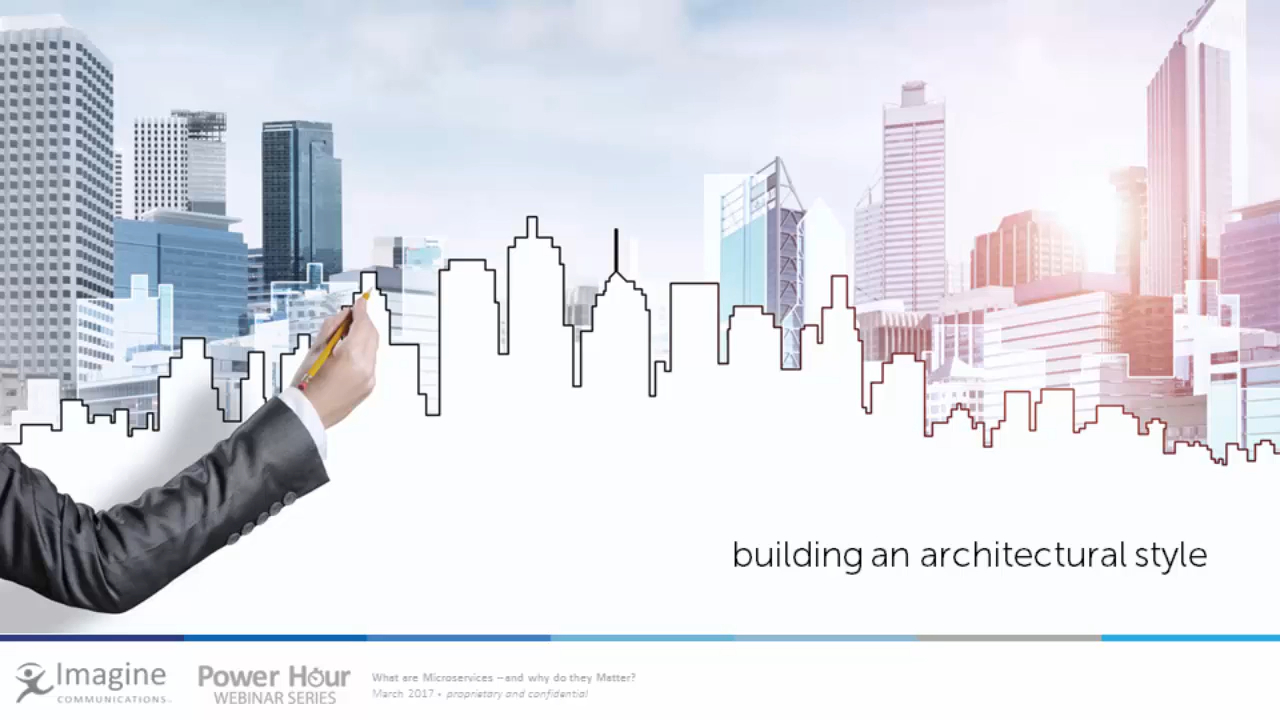 building an architectural style
Imagine
COMMUNICATIONS™
Power Hour
WEBINAR SERIES
What are Microservices –and why do they Matter?
March 2017 • proprietary and confidential